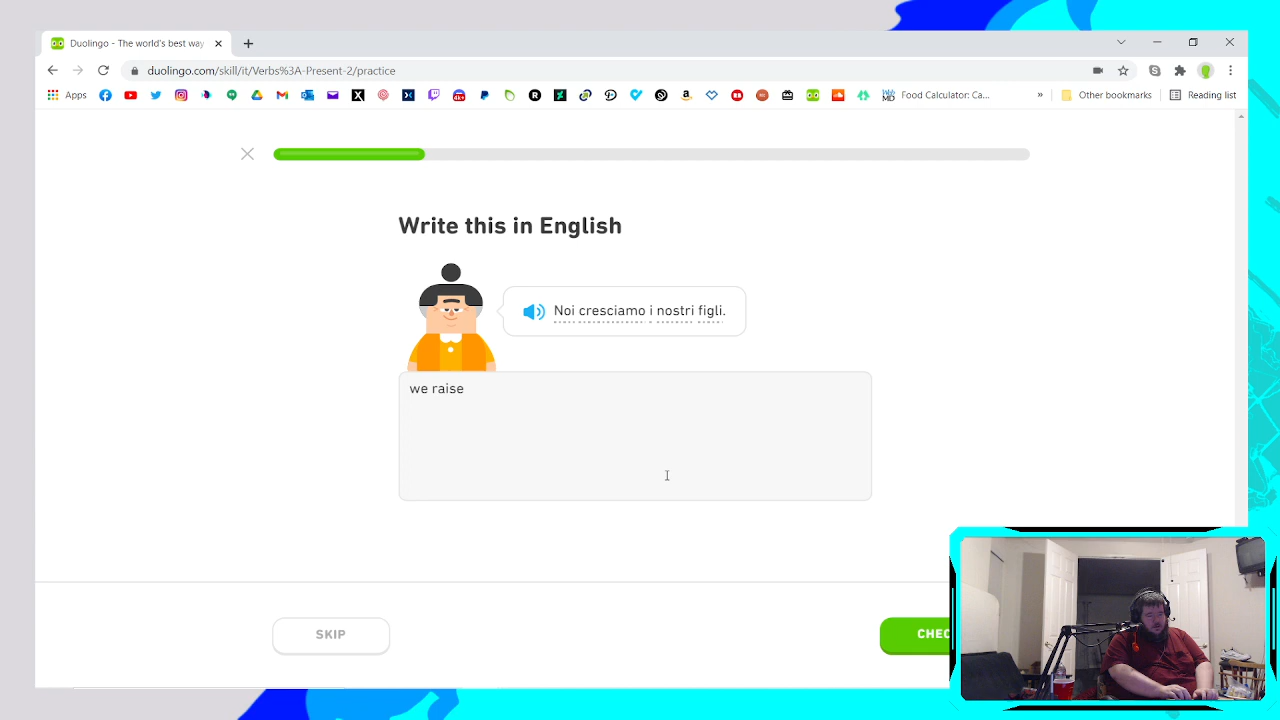 Duolingo - The world's best way
duolingo.com/skill/it/Verbs%3A-Present-2/practice
Apps
Food Calculator: Ca...
»
Other bookmarks
Reading list
Write this in English
Noi cresciamo i nostri figli.
we raise
SKIP
CHEC